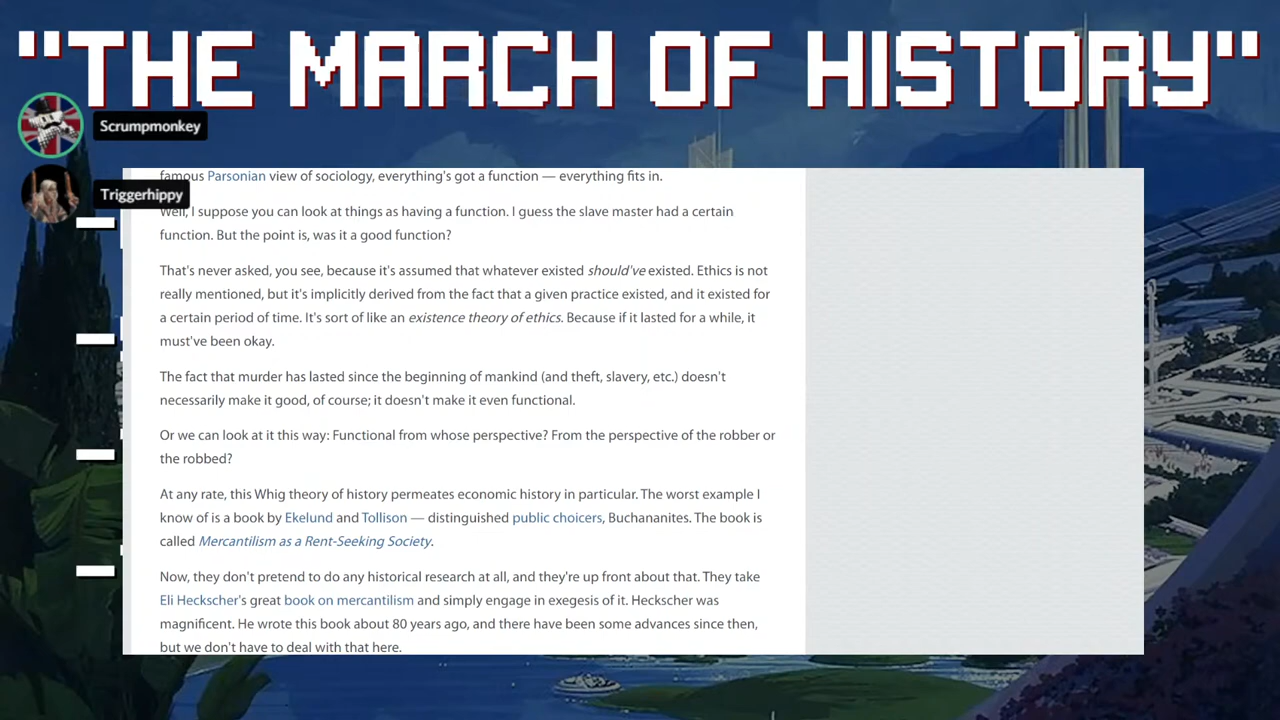 "THE MARCH OF HISTORY"
Scrumpmonkey
famous Parsonian view of sociology, everything's got a function — everything fits in.
Triggerhippy
Well, I suppose you can look at things as having a function. I guess the slave master had a certain
function. But the point is, was it a good function?
That's never asked, you see, because it's assumed that whatever existed should've existed. Ethics is not
really mentioned, but it's implicitly derived from the fact that a given practice existed, and it existed for
a certain period of time. It's sort of like an existence theory of ethics. Because if it lasted for a while, it
must've been okay.
The fact that murder has lasted since the beginning of mankind (and theft, slavery, etc.) doesn't
necessarily make it good, of course; it doesn't make it even functional.
Or we can look at it this way: Functional from whose perspective? From the perspective of the robber or
the robbed?
At any rate, this Whig theory of history permeates economic history in particular. The worst example I
know of is a book by Ekelund and Tollison — distinguished public choicers, Buchananites. The book is
called Mercantilism as a Rent-Seeking Society.
Now, they don't pretend to do any historical research at all, and they're up front about that. They take
Eli Heckscher's great book on mercantilism and simply engage in exegesis of it. Heckscher was
magnificent. He wrote this book about 80 years ago, and there have been some advances since then,
but we don't have to deal with that here.